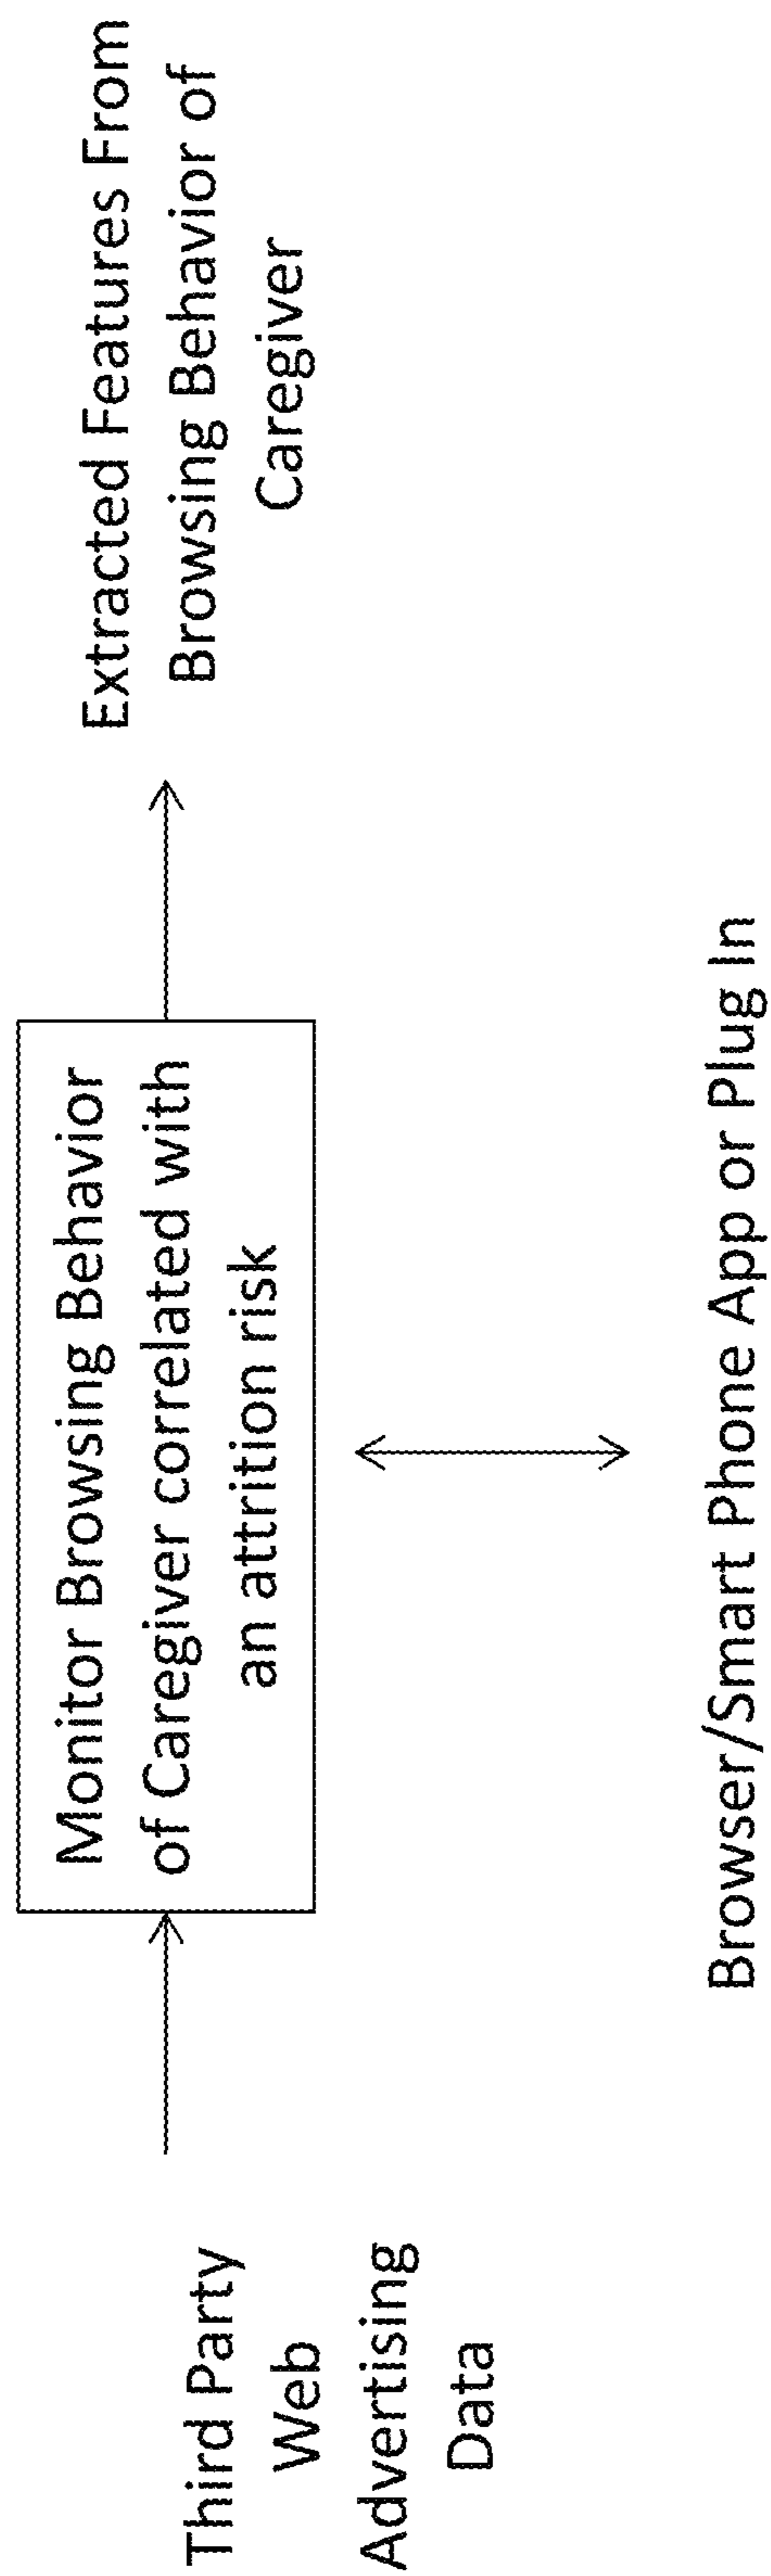 Third Party
Web
Advertising
Data
Monitor Browsing Behavior
of Caregiver correlated with
an attrition risk
Extracted Features From
Browsing Behavior of
Caregiver
Browser/Smart Phone App or Plug In